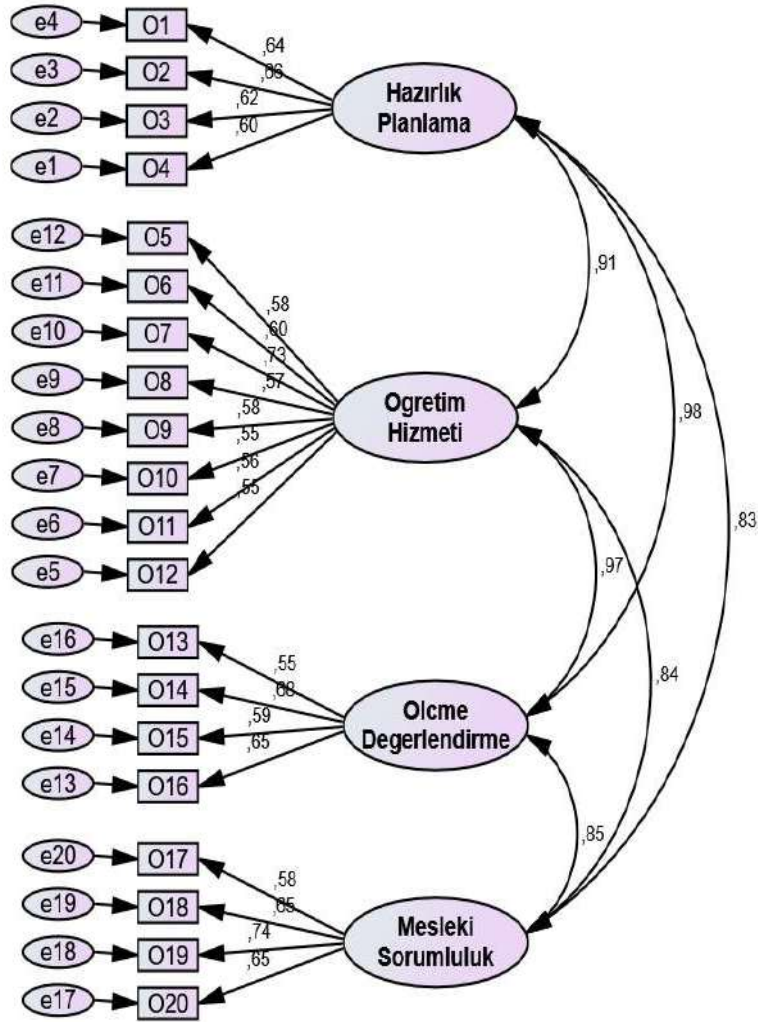 e4 O1 ,64
e3 O2 ,66
e2 O3 ,62
e1 O4 ,60
Hazırlık
Planlama
e12 O5 ,58
e11 O6 ,60
e10 O7 ,73
e9 O8 ,57
e8 O9 ,58
e7 O10 ,55
e6 O11 ,56
e5 O12 ,55
Ogretim
Hizmeti
,91
,98
,83
,97
,84
e16 O13 ,55
e15 O14 ,68
e14 O15 ,59
e13 O16 ,65
Olcme
Degerlendirme
,85
e20 O17 ,58
e19 O18 ,65
e18 O19 ,74
e17 O20 ,65
Mesleki
Sorumluluk